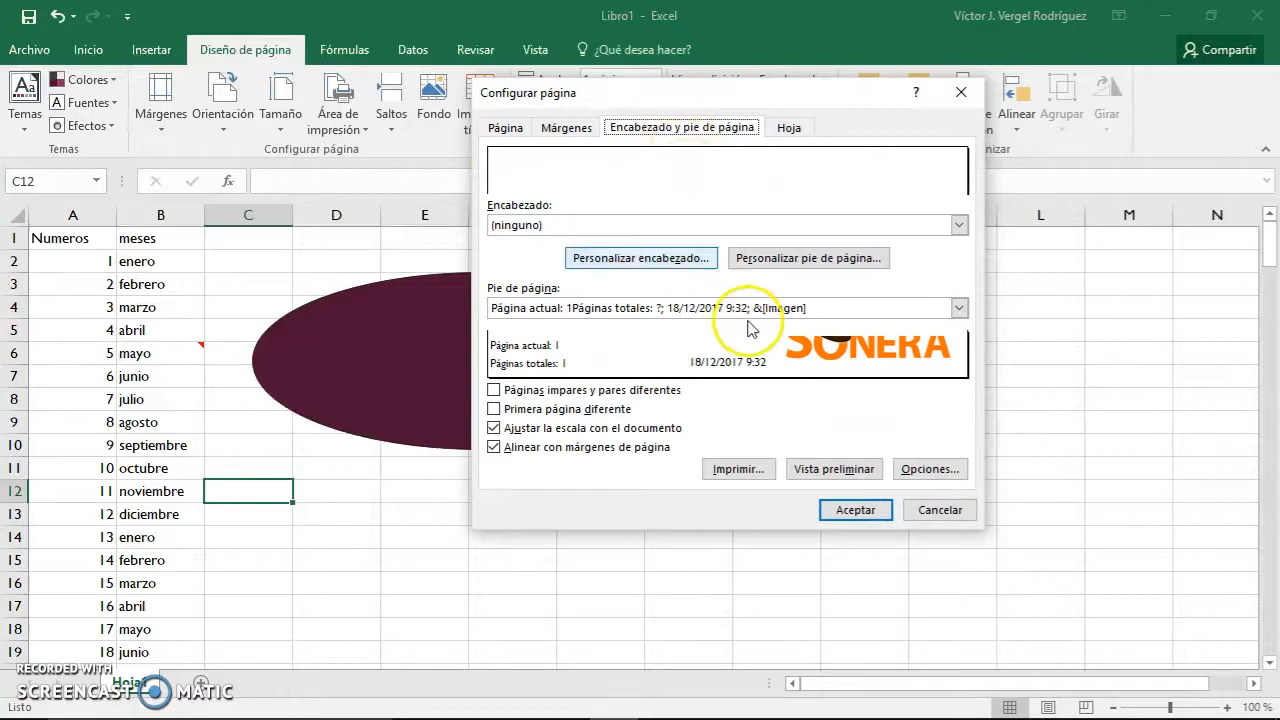 Libro1 - Excel
Víctor J. Vergel Rodríguez
Archivo
Inicio
Insertar
Diseño de página
Fórmulas
Datos
Revisar
Vista
¿Qué desea hacer?
Compartir
Temas
Colores
Fuentes
Efectos
Temas
Márgenes
Orientación
Tamaño
Área de impresión
Saltos
Fondo
Configurar página
Alinear
Agrupar
Girar
C12
fx
A B C D E L M N
1 Numeros meses
2 1 enero
3 2 febrero
4 3 marzo
5 4 abril
6 5 mayo
7 6 junio
8 7 julio
9 8 agosto
10 9 septiembre
11 10 octubre
12 11 noviembre
13 12 diciembre
14 13 enero
15 14 febrero
16 15 marzo
17 16 abril
18 17 mayo
19 18 junio
Configurar página
? 
Página
Márgenes
Encabezado y pie de página
Hoja
Encabezado:
(ninguno)
Personalizar encabezado...
Personalizar pie de página...
Pie de página:
Página actual: 1Páginas totales: ?; 18/12/2017 9:32; &[Imagen]
Página actual: 1
Páginas totales: 1
18/12/2017 9:32
SONERA
Páginas impares y pares diferentes
Primera página diferente
Ajustar la escala con el documento
Alinear con márgenes de página
Imprimir...
Vista preliminar
Opciones...
Aceptar
Cancelar
RECORDED WITH
SCREENCAST MATIC
Listo
100 %